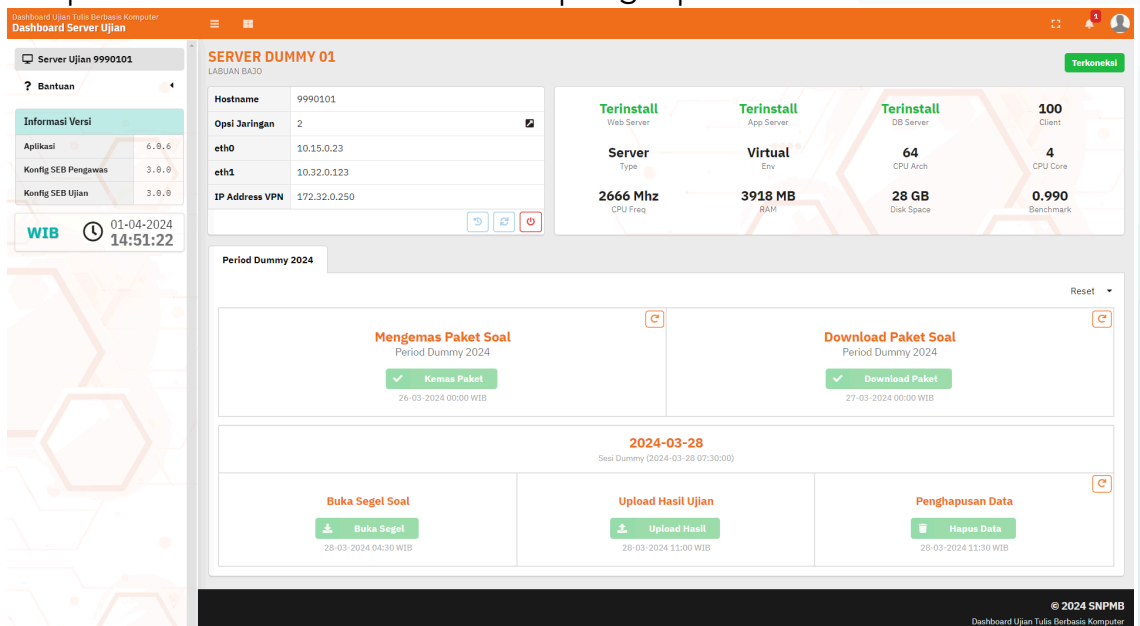 Dashboard Ujian Tulis Berbasis Komputer
Dashboard Server Ujian
1
Server Ujian 9990101
? Bantuan
Informasi Versi
Aplikasi 6.0.6
Konfig SEB Pengawas 3.0.0
Konfig SEB Ujian 3.0.0
WIB 01-04-2024
14:51:22
SERVER DUMMY 01
LABUAN BAJO
Terkoneksi
Hostname 9990101
Opsi Jaringan 2
eth0 10.15.0.23
eth1 10.32.0.123
IP Address VPN 172.32.0.250
Terinstall Terinstall Terinstall 100
Web Server App Server DB Server Client
Server Virtual 64 4
Type Env CPU Arch CPU Core
2666 Mhz 3918 MB 28 GB 0.990
CPU Freq RAM Disk Space Benchmark
Period Dummy 2024
Reset
Mengemas Paket Soal
Period Dummy 2024
Kemas Paket
26-03-2024 00:00 WIB
Download Paket Soal
Period Dummy 2024
Download Paket
27-03-2024 00:00 WIB
2024-03-28
Sesi Dummy (2024-03-28 07:30:00)
Buka Segel Soal
Buka Segel
28-03-2024 04:30 WIB
Upload Hasil Ujian
Upload Hasil
28-03-2024 11:00 WIB
Penghapusan Data
Hapus Data
28-03-2024 11:30 WIB
© 2024 SNPMB
Dashboard Ujian Tulis Berbasis Komputer